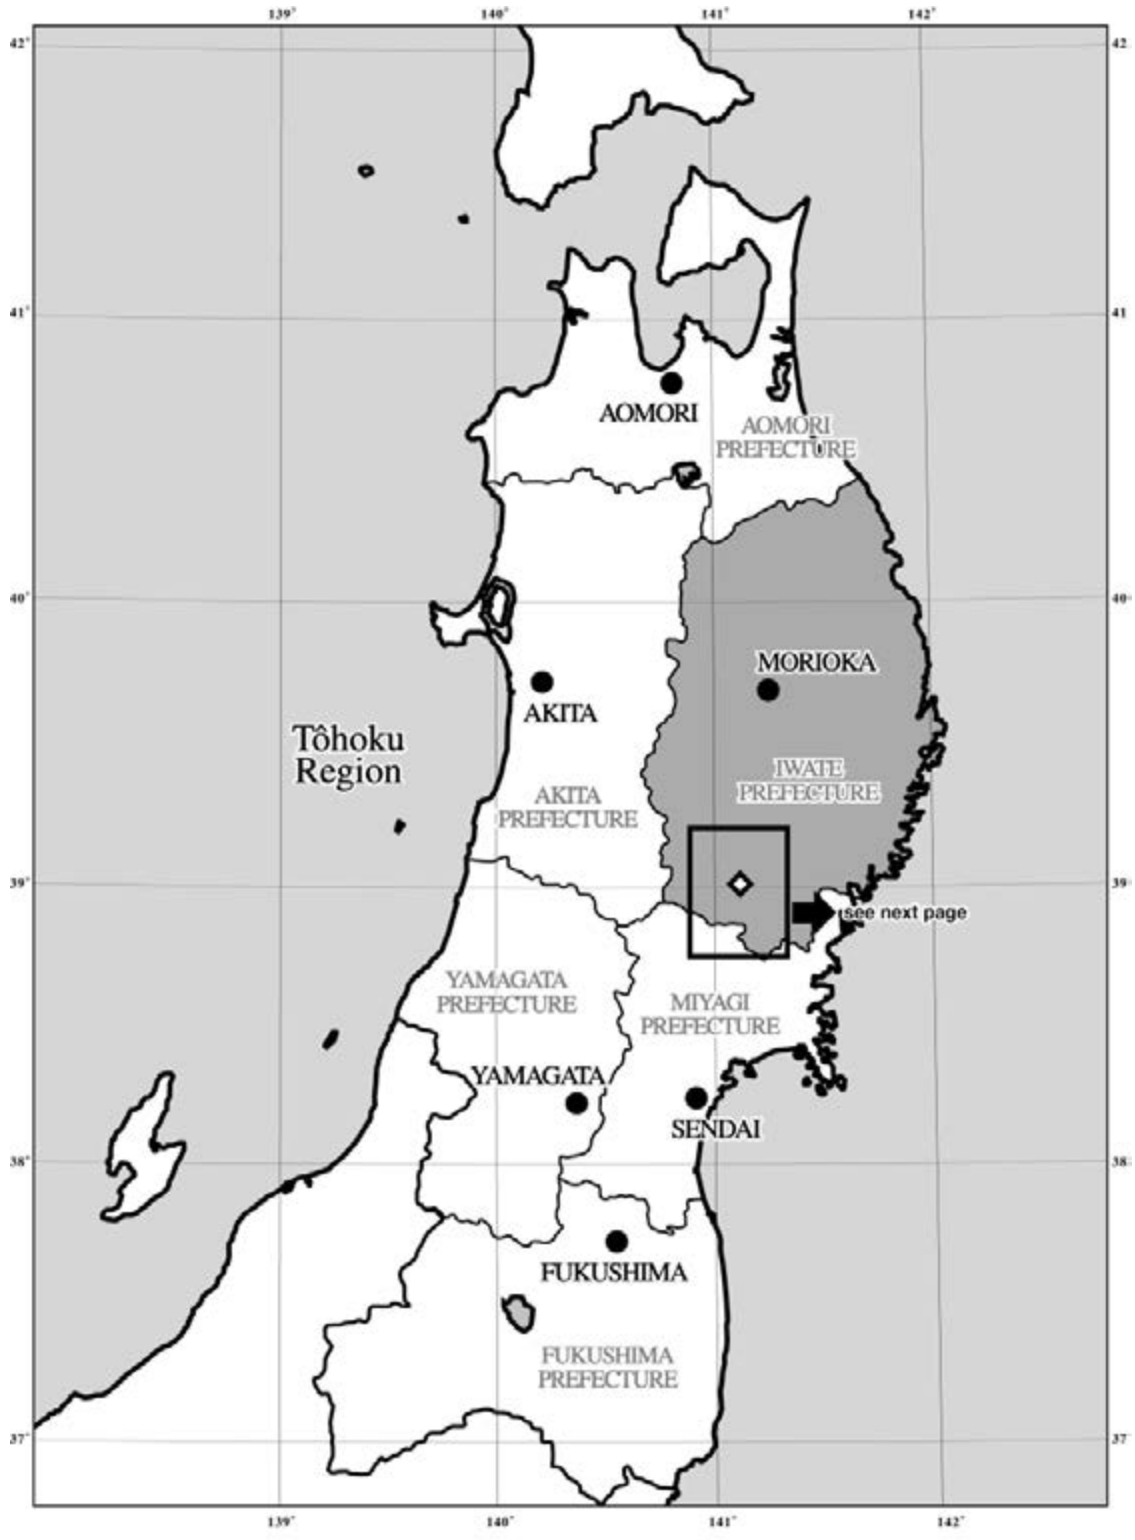 139° 140° 141° 142°
42° 42
41° 41
AOMORI
AOMORI
PREFECTURE
40° 40
MORIOKA
AKITA
Tôhoku
Region
IWATE
PREFECTURE
AKITA
PREFECTURE
39° 39
see next page
YAMAGATA
PREFECTURE
MIYAGI
PREFECTURE
YAMAGATA
SENDAI
38° 38
FUKUSHIMA
FUKUSHIMA
PREFECTURE
37° 37
139° 140° 141° 142°